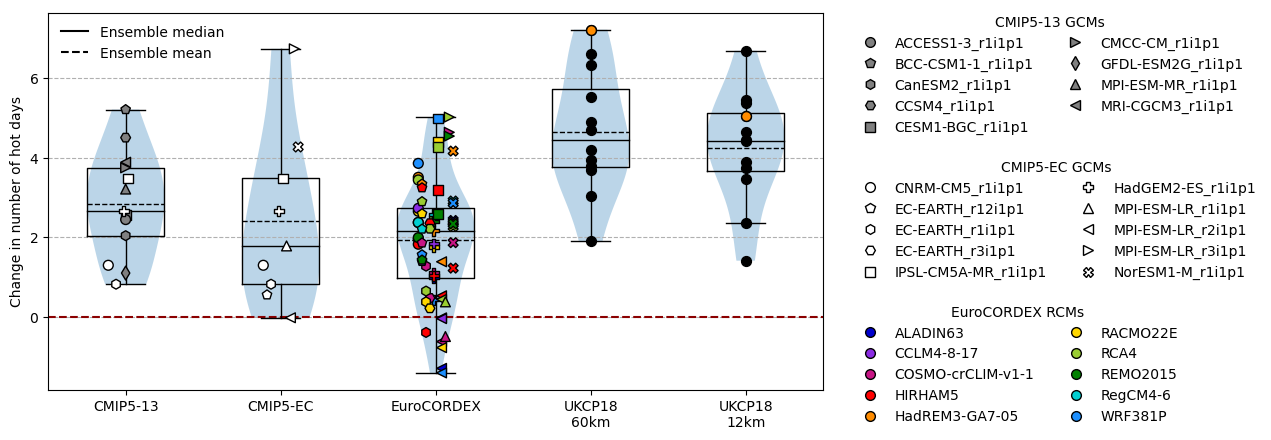 Ensemble median
Ensemble mean
Change in number of hot days
6
4
2
0
CMIP5-13
CMIP5-EC
EuroCORDEX
UKCP18
60km
UKCP18
12km
CMIP5-13 GCMs
ACCESS1-3_r1i1p1
BCC-CSM1-1_r1i1p1
CanESM2_r1i1p1
CCSM4_r1i1p1
CESM1-BGC_r1i1p1
CMCC-CM_r1i1p1
GFDL-ESM2G_r1i1p1
MPI-ESM-MR_r1i1p1
MRI-CGCM3_r1i1p1
CMIP5-EC GCMs
CNRM-CM5_r1i1p1
EC-EARTH_r12i1p1
EC-EARTH_r1i1p1
EC-EARTH_r3i1p1
IPSL-CM5A-MR_r1i1p1
HadGEM2-ES_r1i1p1
MPI-ESM-LR_r1i1p1
MPI-ESM-LR_r2i1p1
MPI-ESM-LR_r3i1p1
NorESM1-M_r1i1p1
EuroCORDEX RCMs
ALADIN63
CCLM4-8-17
COSMO-crCLIM-v1-1
HIRHAM5
HadREM3-GA7-05
RACMO22E
RCA4
REMO2015
RegCM4-6
WRF381P